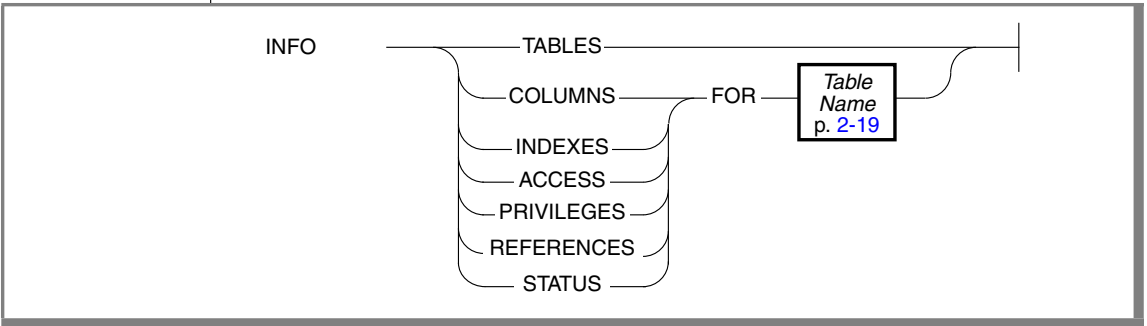 INFO TABLES
COLUMNS FOR Table
Name
p. 2-19
INDEXES
ACCESS
PRIVILEGES
REFERENCES
STATUS